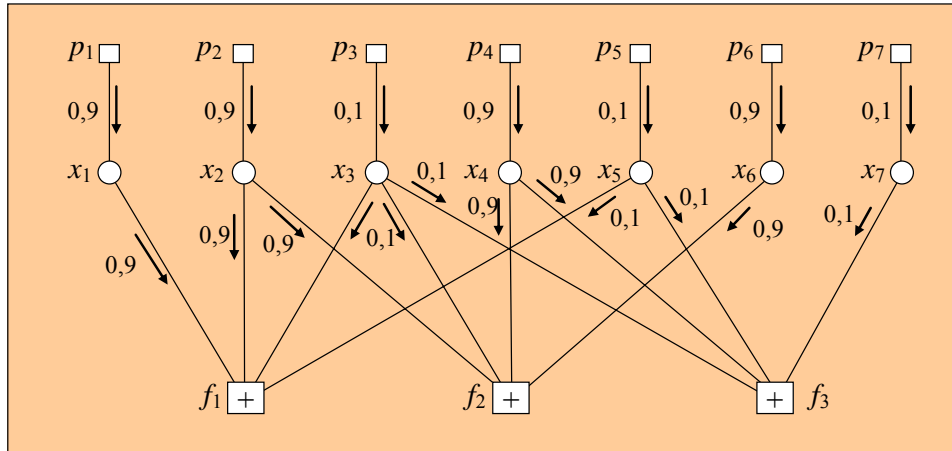 p1 p2 p3 p4 p5 p6 p7
0,9 0,9 0,1 0,9 0,1 0,9 0,1
x1 x2 x3 0,1 x4 0,9 x5 x6 x7
0,9 0,9 0,9 0,1 0,9 0,1 0,1 0,1 0,9 0,1
f1 + f2 + + f3